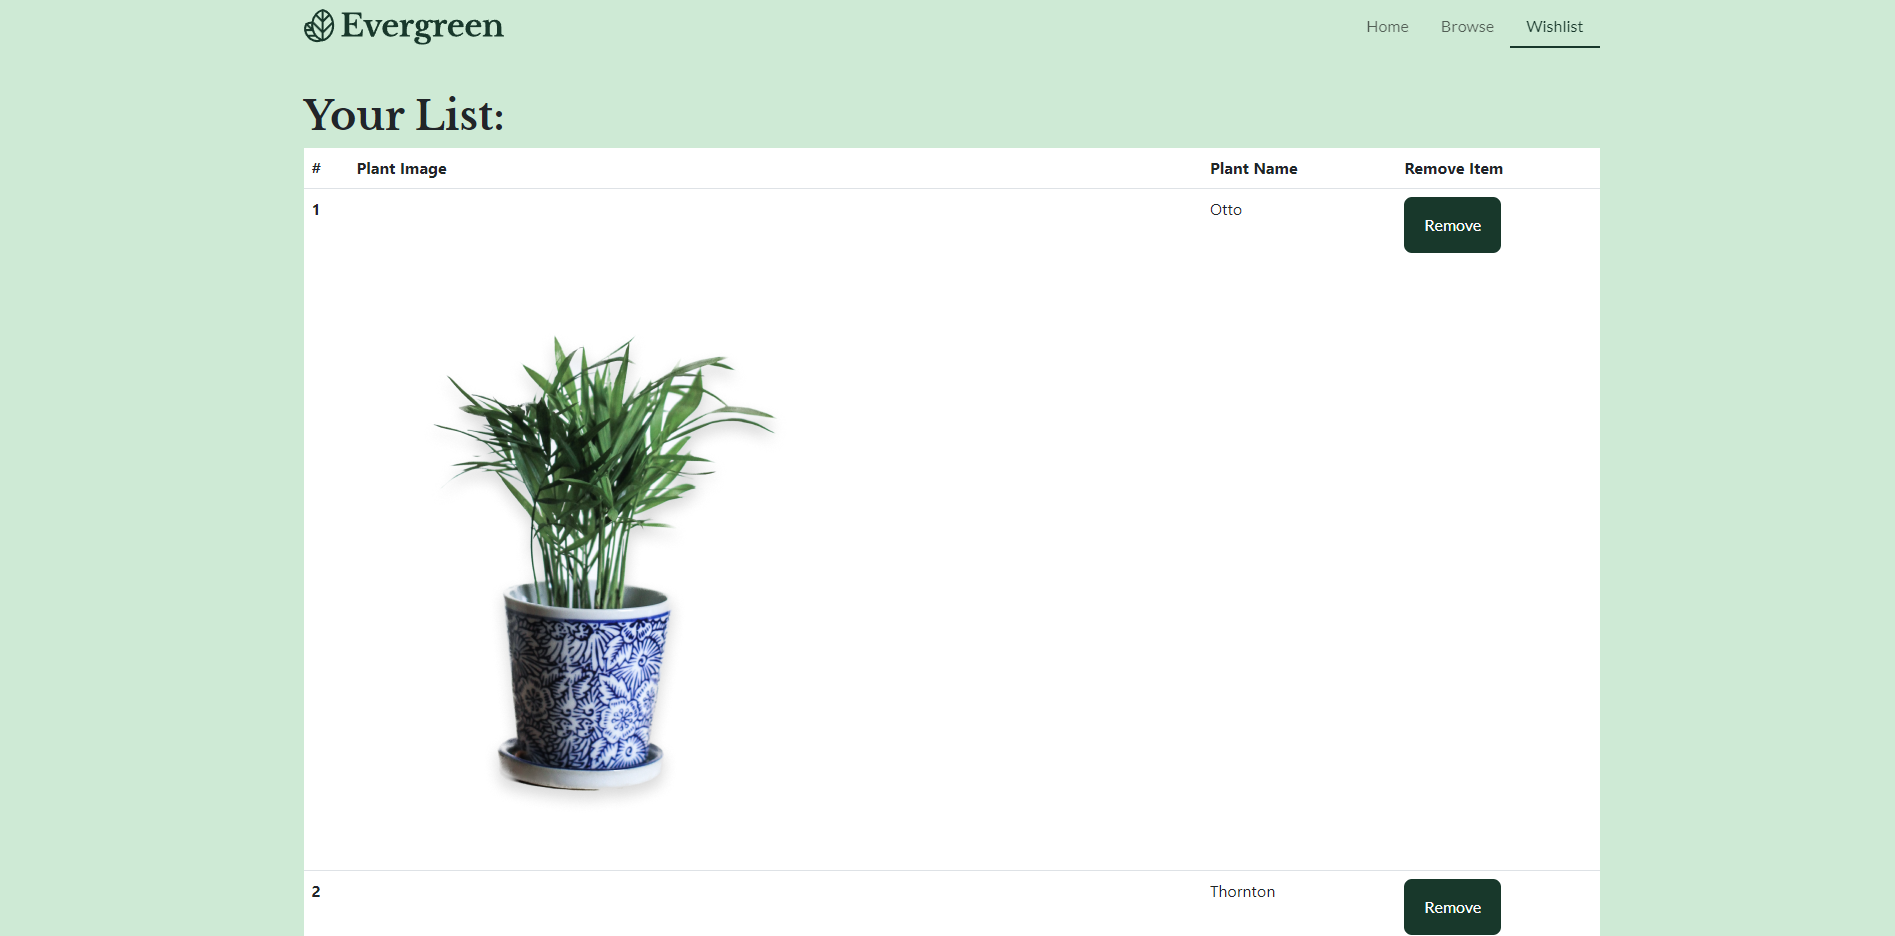 Evergreen
Home Browse Wishlist
Your List:
# Plant Image Plant Name Remove Item
1 Otto Remove
2 Thornton Remove